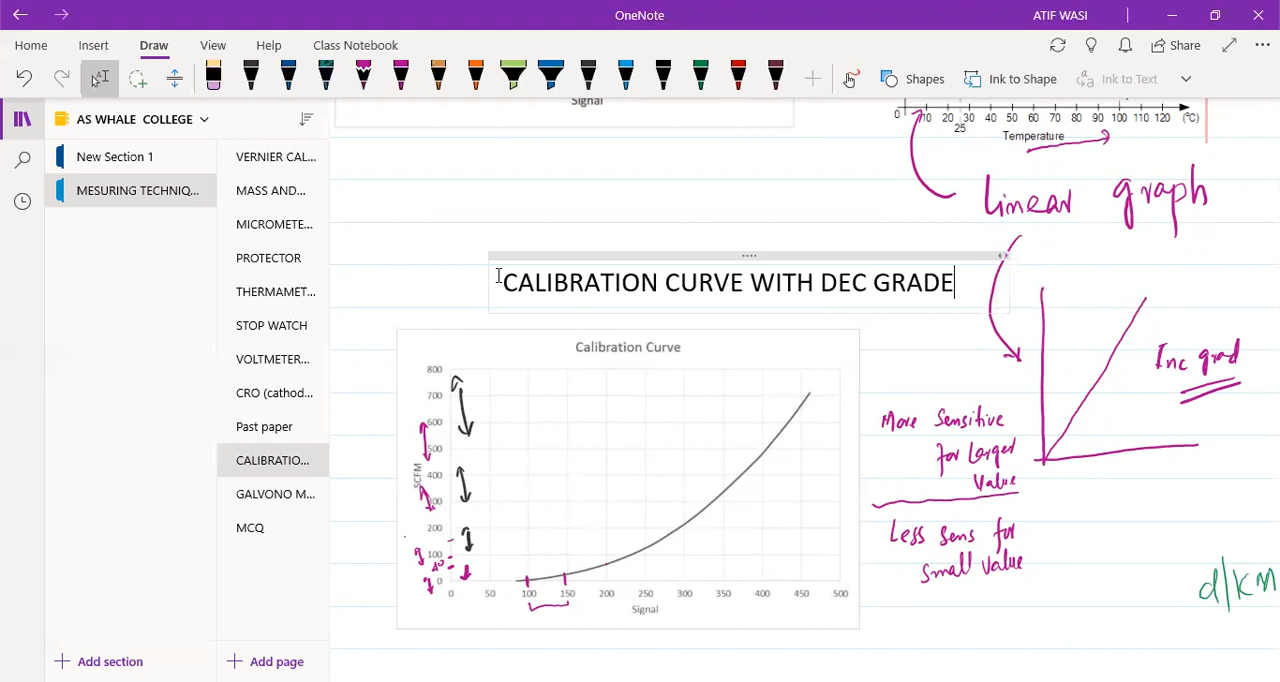 OneNote
ATIF WASI
Home Insert Draw View Help Class Notebook
Share
Shapes Ink to Shape Ink to Text
AS WHALE COLLEGE
New Section 1
MESURING TECHNIQ...
VERNIER CAL...
MASS AND...
MICROMETE...
PROTECTOR
THERMAMET...
STOP WATCH
VOLTMETER...
CRO (cathod...
Past paper
CALIBRATIO...
GALVONO M...
MCQ
Add section
Add page
Signal
0 10 20 30 40 50 60 70 80 90 100 110 120 (°C)
25
Temperature
linear graph
CALIBRATION CURVE WITH DEC GRADE
Calibration Curve
800
700
600
500
400
300
200
100
0
SCFM
0 50 100 150 200 250 300 350 400 450 500
Signal
Inc grad
More Sensitive
for Larger
Value
Less Sens for
small value
d/km